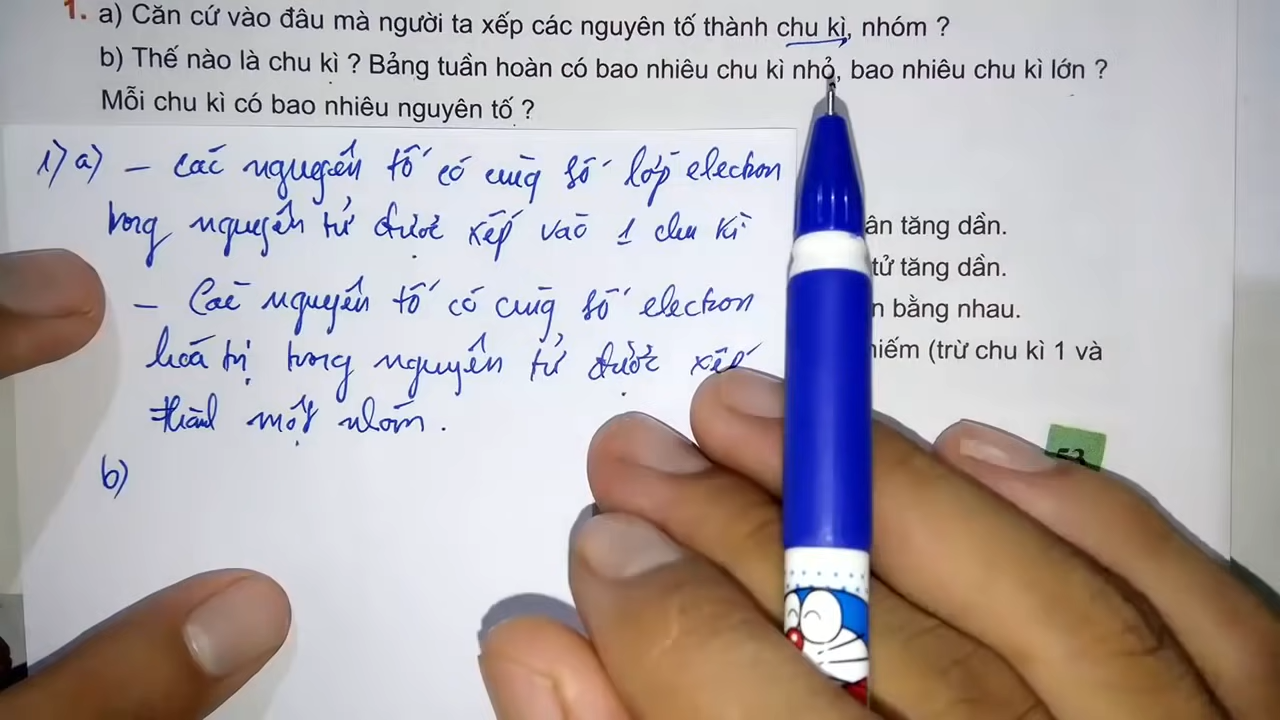 1. a) Căn cứ vào đâu mà người ta xếp các nguyên tố thành chu kì, nhóm ?
b) Thế nào là chu kì ? Bảng tuần hoàn có bao nhiêu chu kì nhỏ, bao nhiêu chu kì lớn ?
Mỗi chu kì có bao nhiêu nguyên tố ?
1) a) – Các nguyên tố có cùng số lớp electron
trong nguyên tử được xếp vào 1 chu kì
– Các nguyên tố có cùng số electron
hoá trị trong nguyên tử được xếp
thành một nhóm.
b)
ân tăng dần.
tử tăng dần.
n bằng nhau.
iếm (trừ chu kì 1 và
53